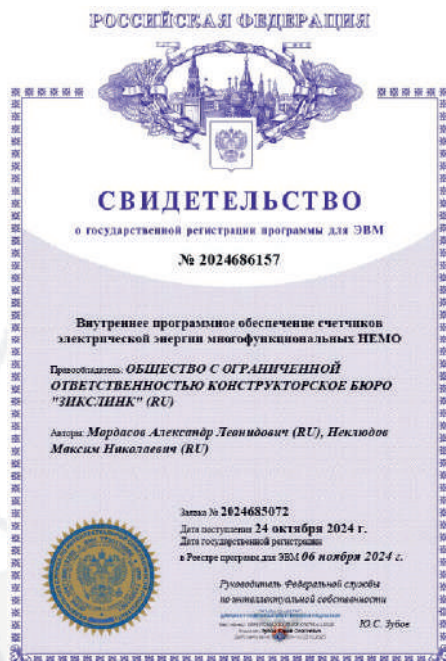 РОССИЙСКАЯ ФЕДЕРАЦИЯ
СВИДЕТЕЛЬСТВО
о государственной регистрации программы для ЭВМ
№ 2024686157
Внутреннее программное обеспечение счетчиков
электрической энергии многофункциональных НЕМО
Правообладатель: ОБЩЕСТВО С ОГРАНИЧЕННОЙ
ОТВЕТСТВЕННОСТЬЮ КОНСТРУКТОРСКОЕ БЮРО
"ЗИКСЛИНК" (RU)
Авторы: Мордасов Александр Леонидович (RU), Неклюдов
Максим Николаевич (RU)
Заявка № 2024685072
Дата поступления 24 октября 2024 г.
Дата государственной регистрации
в Реестре программ для ЭВМ 06 ноября 2024 г.
Руководитель Федеральной службы
по интеллектуальной собственности
Ю.С. Зубов